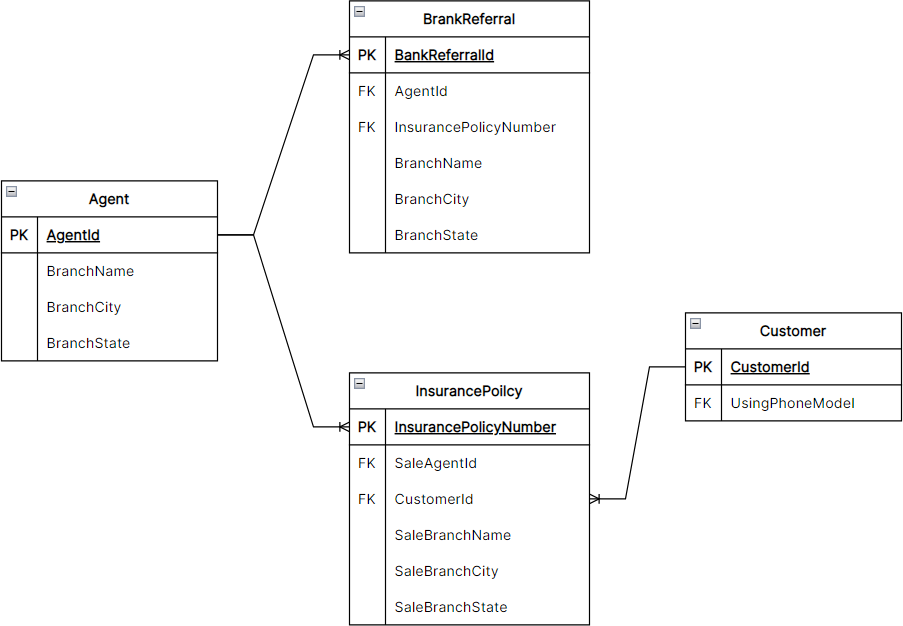 BrankReferral
PK BankReferralId
FK AgentId
FK InsurancePolicyNumber
BranchName
BranchCity
BranchState
Agent
PK AgentId
BranchName
BranchCity
BranchState
InsurancePoilcy
PK InsurancePolicyNumber
FK SaleAgentId
FK CustomerId
SaleBranchName
SaleBranchCity
SaleBranchState
Customer
PK CustomerId
FK UsingPhoneModel